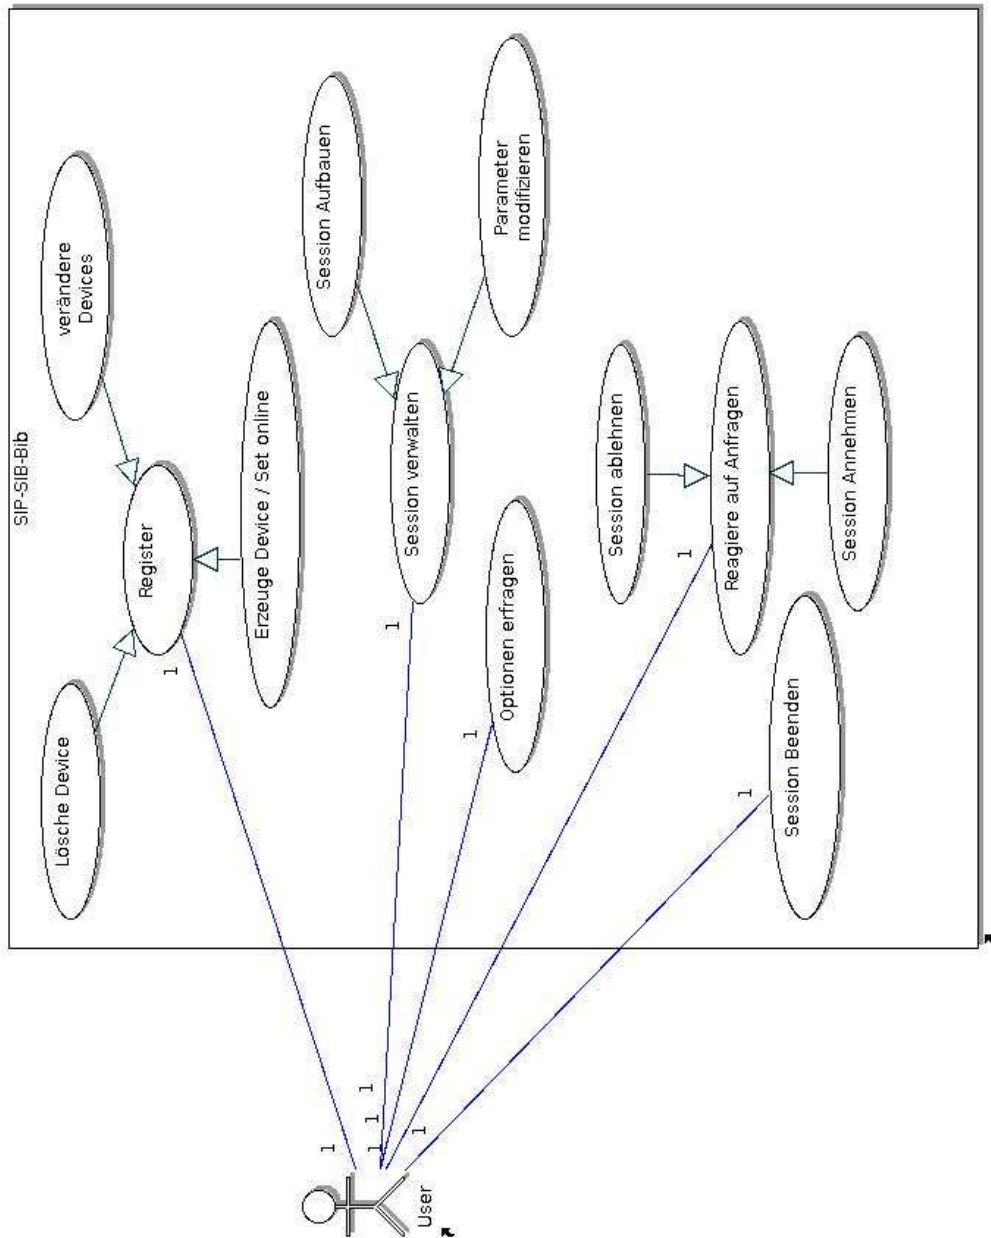 SIP-SIB-Bib
Lösche Device
verändere
Devices
Register
1
Erzeuge Device / Set online
Session Aufbauen
1
1
1
1
1
Session verwalten
1
User
1
Parameter
modifizieren
Optionen erfragen
Session ablehnen
1
Reagiere auf Anfragen
1
Session Beenden
Session Annehmen